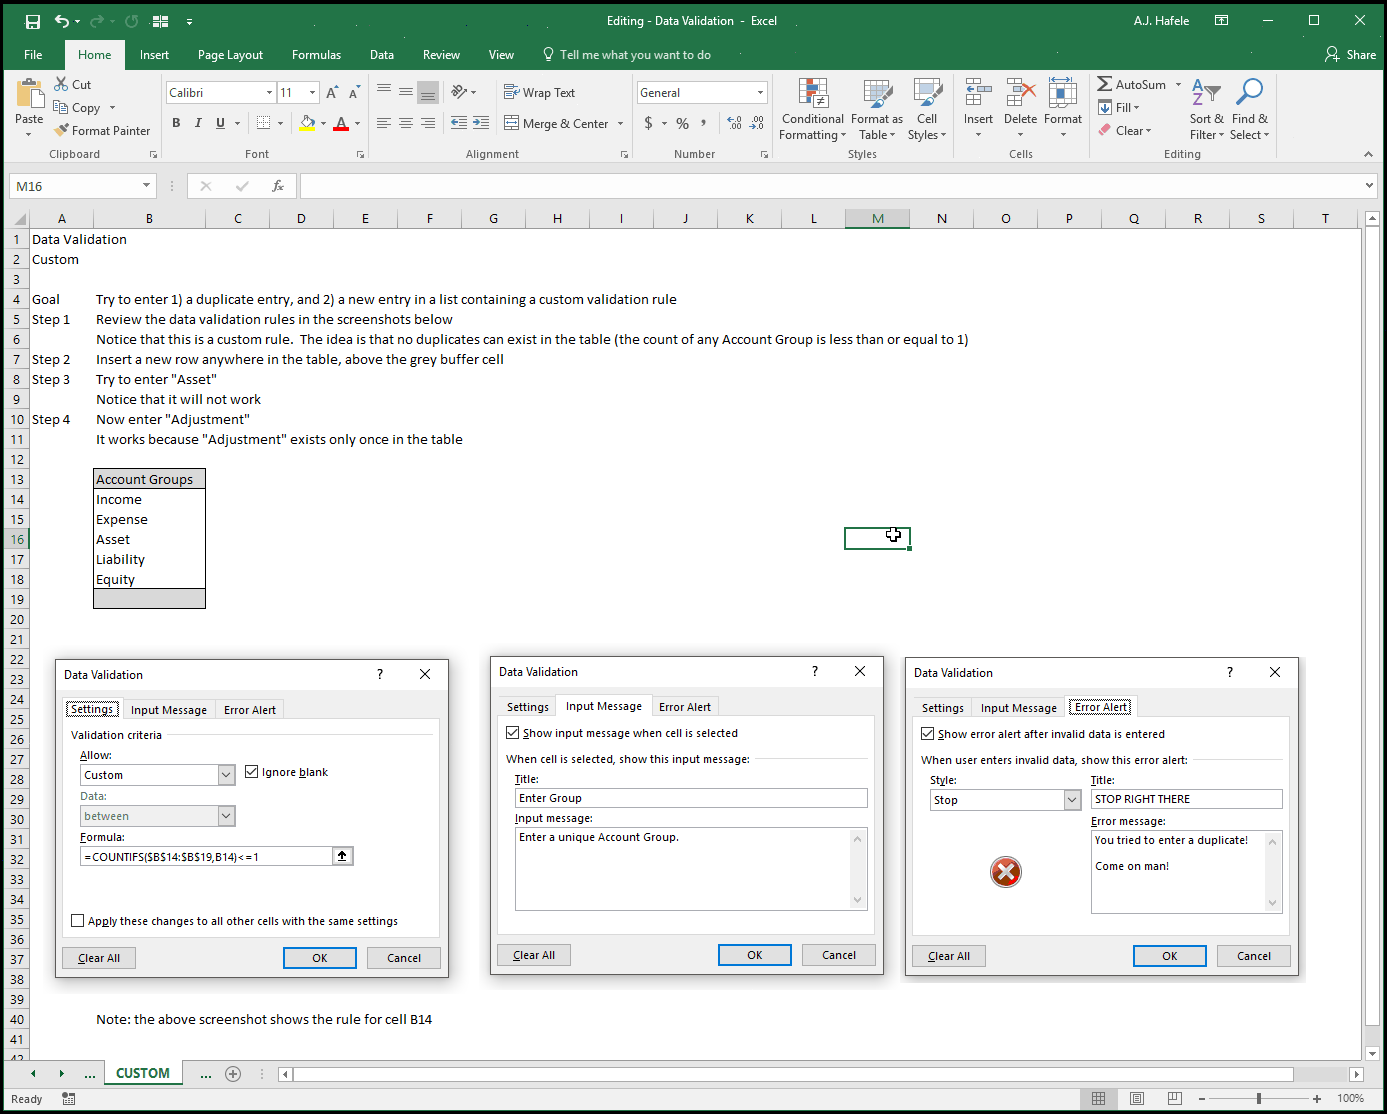 Editing - Data Validation - Excel
A.J. Hafele
File Home Insert Page Layout Formulas Data Review View Tell me what you want to do Share
Paste
Cut
Copy
Format Painter
Clipboard
Calibri 11
B I U
Font
Wrap Text
Merge & Center
Alignment
General
$ % ,
Number
Conditional Formatting
Format as Table
Cell Styles
Styles
Insert Delete Format
Cells
AutoSum
Fill
Clear
Sort & Filter
Find & Select
Editing
M16 fx
A B C D E F G H I J K L M N O P Q R S T
1 Data Validation
2 Custom
3
4 Goal Try to enter 1) a duplicate entry, and 2) a new entry in a list containing a custom validation rule
5 Step 1 Review the data validation rules in the screenshots below
6 Notice that this is a custom rule. The idea is that no duplicates can exist in the table (the count of any Account Group is less than or equal to 1)
7 Step 2 Insert a new row anywhere in the table, above the grey buffer cell
8 Step 3 Try to enter "Asset"
9 Notice that it will not work
10 Step 4 Now enter "Adjustment"
11 It works because "Adjustment" exists only once in the table
12
13 Account Groups
14 Income
15 Expense
16 Asset
17 Liability
18 Equity
19
20
21
22
23
24
25
26
27
28
29
30
31
32
33
34
35
36
37
38
39
40 Note: the above screenshot shows the rule for cell B14
41
42
Data Validation ?
Settings Input Message Error Alert
Validation criteria
Allow:
Custom Ignore blank
Data:
between
Formula:
=COUNTIFS($B$14:$B$19,B14)<=1
Apply these changes to all other cells with the same settings
Clear All OK Cancel
Data Validation ?
Settings Input Message Error Alert
Show input message when cell is selected
When cell is selected, show this input message:
Title:
Enter Group
Input message:
Enter a unique Account Group.
Clear All OK Cancel
Data Validation ?
Settings Input Message Error Alert
Show error alert after invalid data is entered
When user enters invalid data, show this error alert:
Style: Title:
Stop STOP RIGHT THERE
Error message:
You tried to enter a duplicate!
Come on man!
Clear All OK Cancel
... CUSTOM ...
Ready 100%